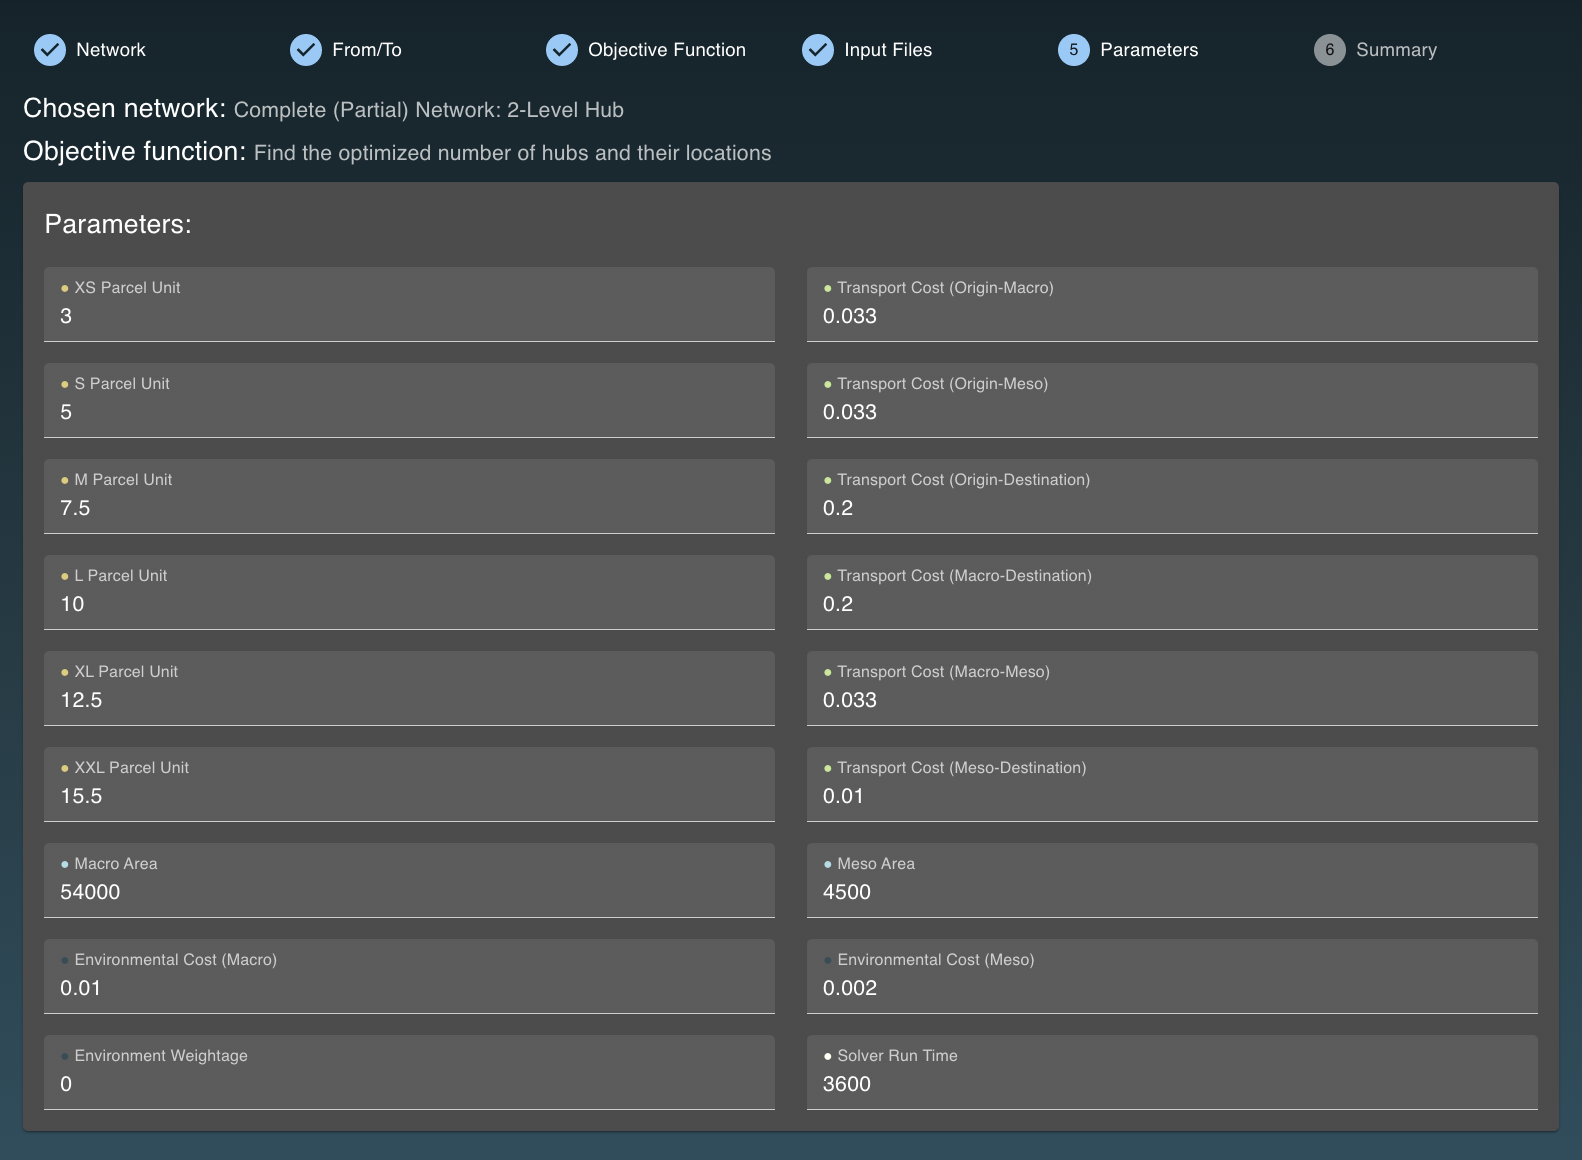 Network
From/To
Objective Function
Input Files
5 Parameters
6 Summary
Chosen network: Complete (Partial) Network: 2-Level Hub
Objective function: Find the optimized number of hubs and their locations
Parameters:
• XS Parcel Unit
3
• Transport Cost (Origin-Macro)
0.033
• S Parcel Unit
5
• Transport Cost (Origin-Meso)
0.033
• M Parcel Unit
7.5
• Transport Cost (Origin-Destination)
0.2
• L Parcel Unit
10
• Transport Cost (Macro-Destination)
0.2
• XL Parcel Unit
12.5
• Transport Cost (Macro-Meso)
0.033
• XXL Parcel Unit
15.5
• Transport Cost (Meso-Destination)
0.01
• Macro Area
54000
• Meso Area
4500
• Environmental Cost (Macro)
0.01
• Environmental Cost (Meso)
0.002
• Environment Weightage
0
• Solver Run Time
3600